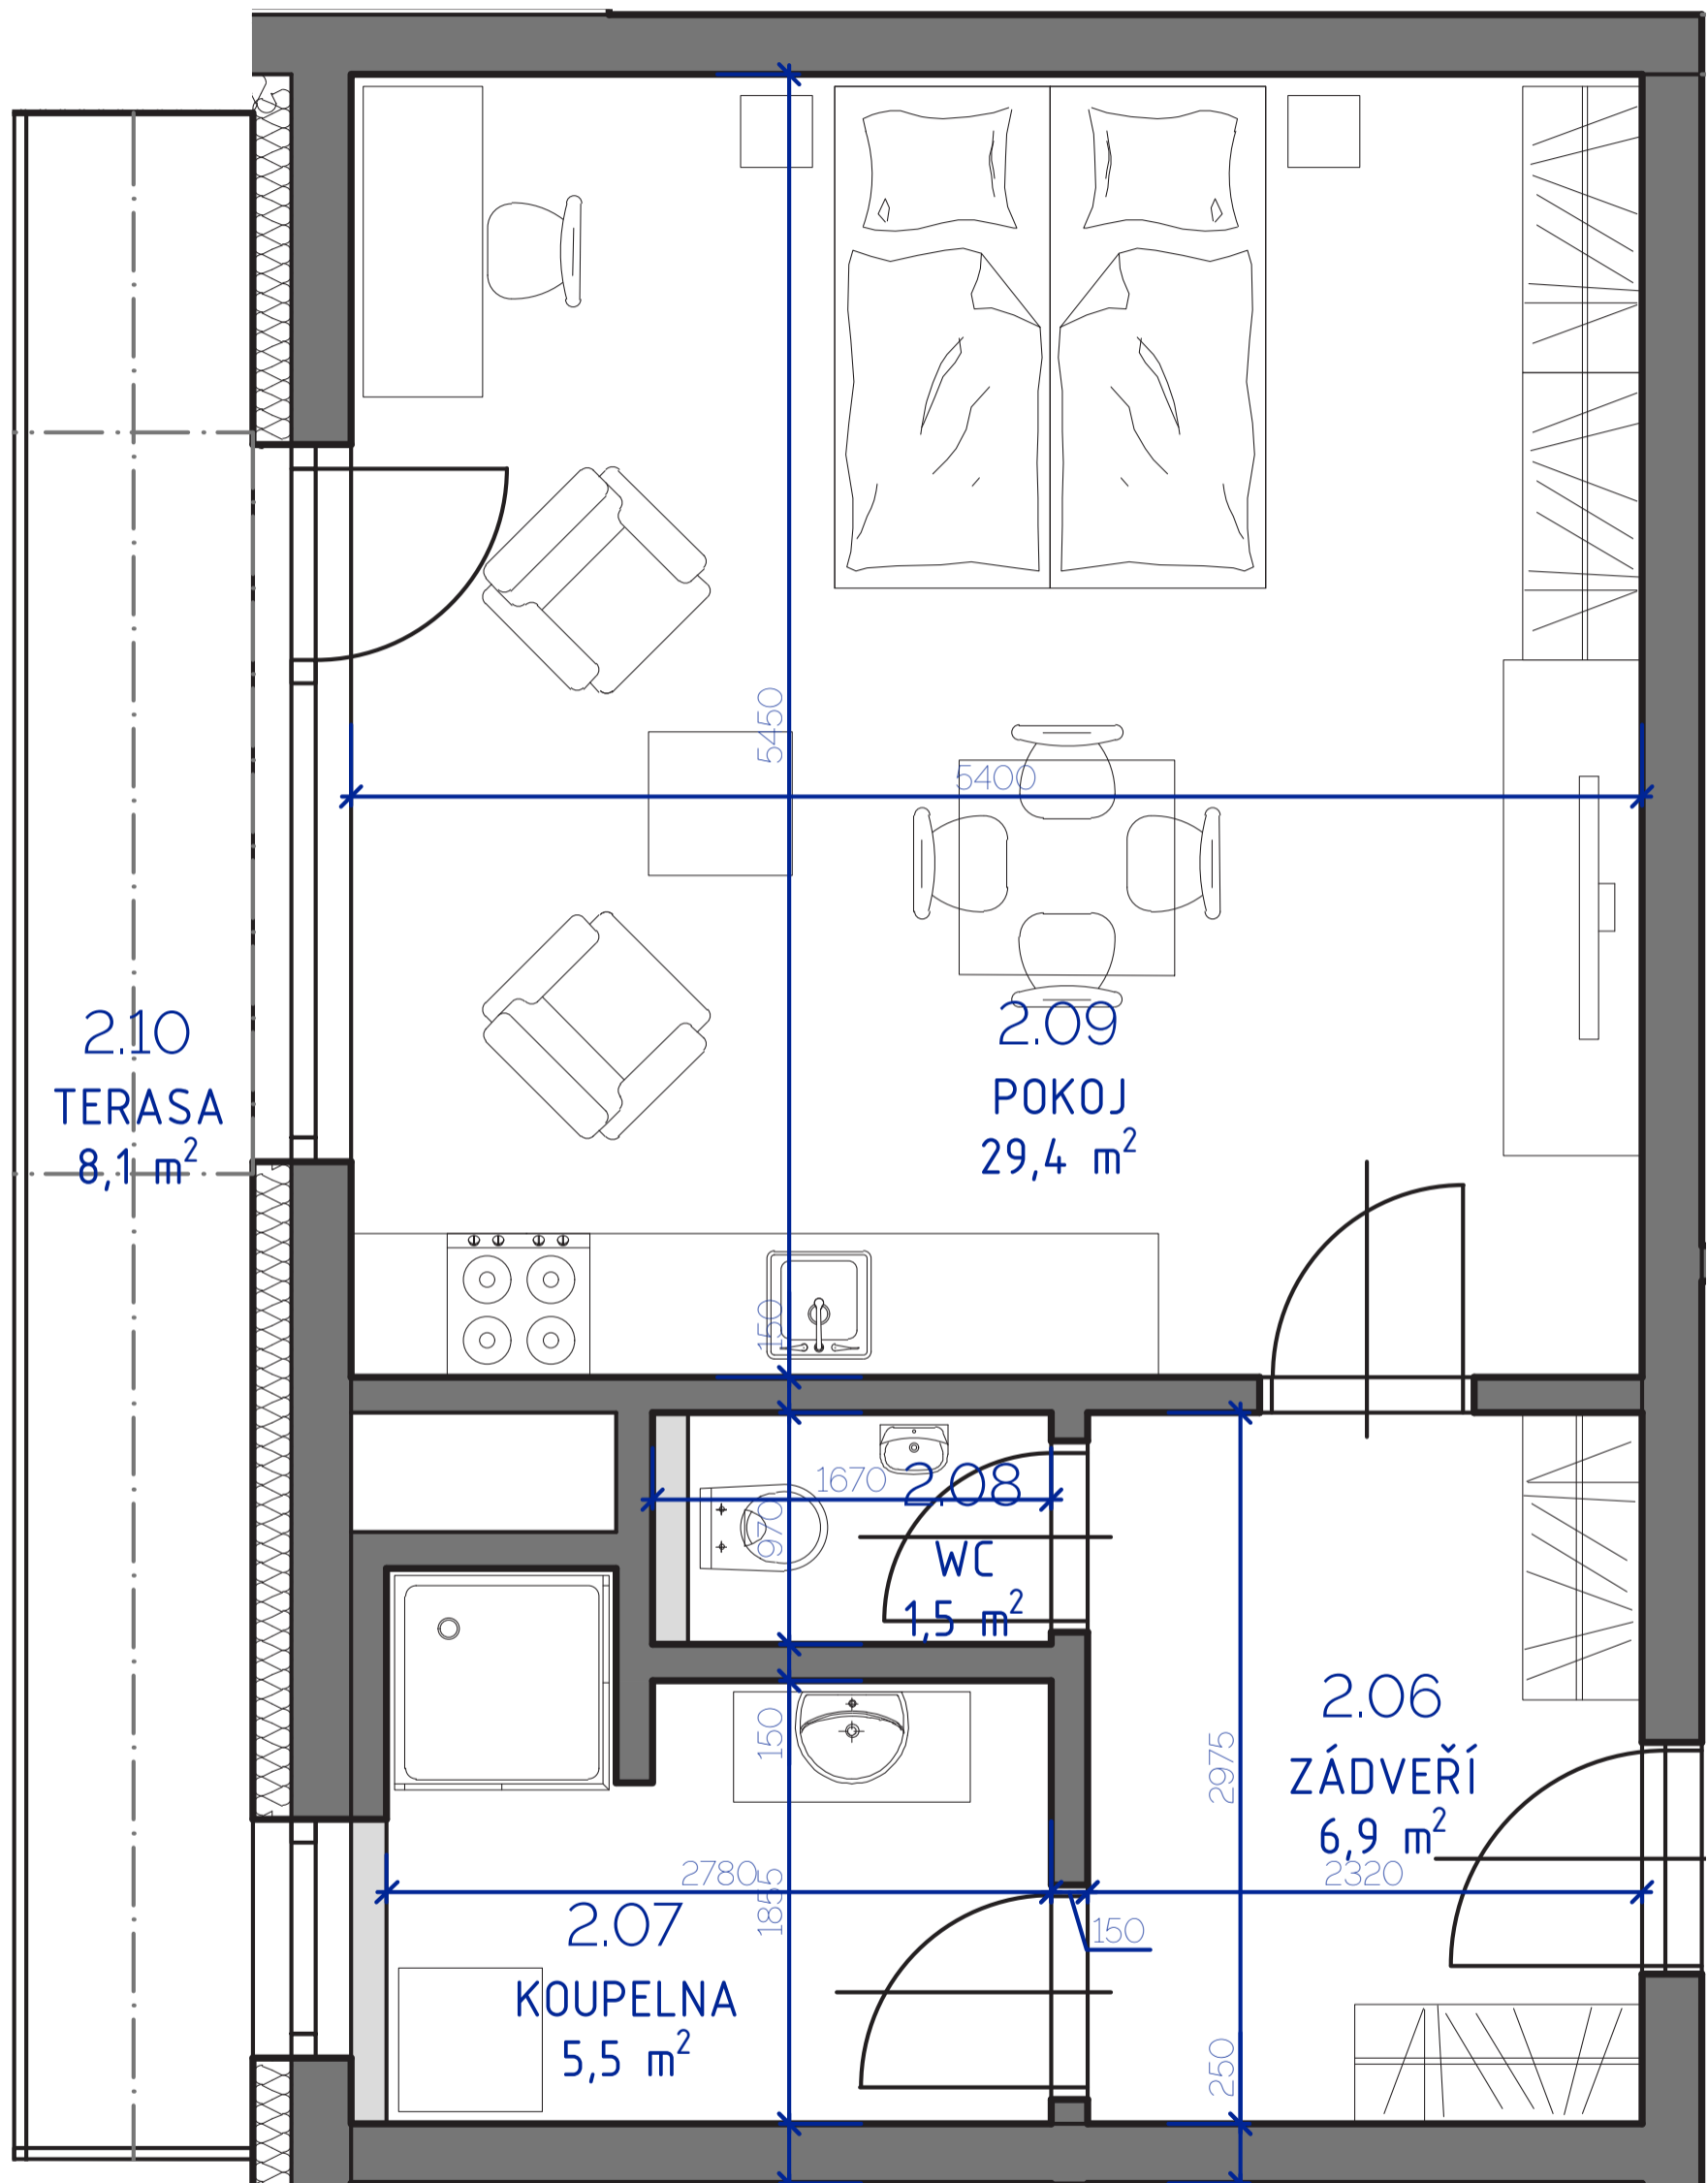 5450
5400
2.10
TERASA
8,1 m²
2.09
POKOJ
29,4 m²
150
1670
2.08
970
WC
1,5 m²
2.06
ZÁDVEŘÍ
6,9 m²
150
2975
2780
1855
2320
2.07
KOUPELNA
5,5 m²
150
250